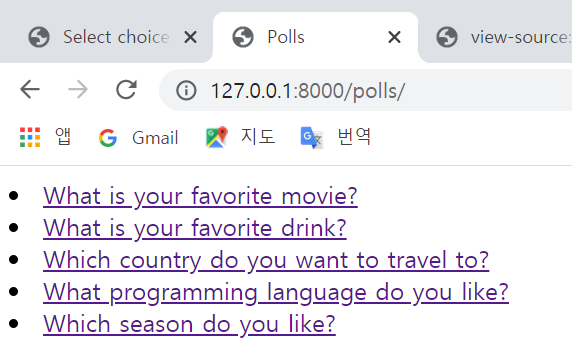 Select choice
Polls
view-source:
127.0.0.1:8000/polls/
앱
Gmail
지도
번역
What is your favorite movie?
What is your favorite drink?
Which country do you want to travel to?
What programming language do you like?
Which season do you like?